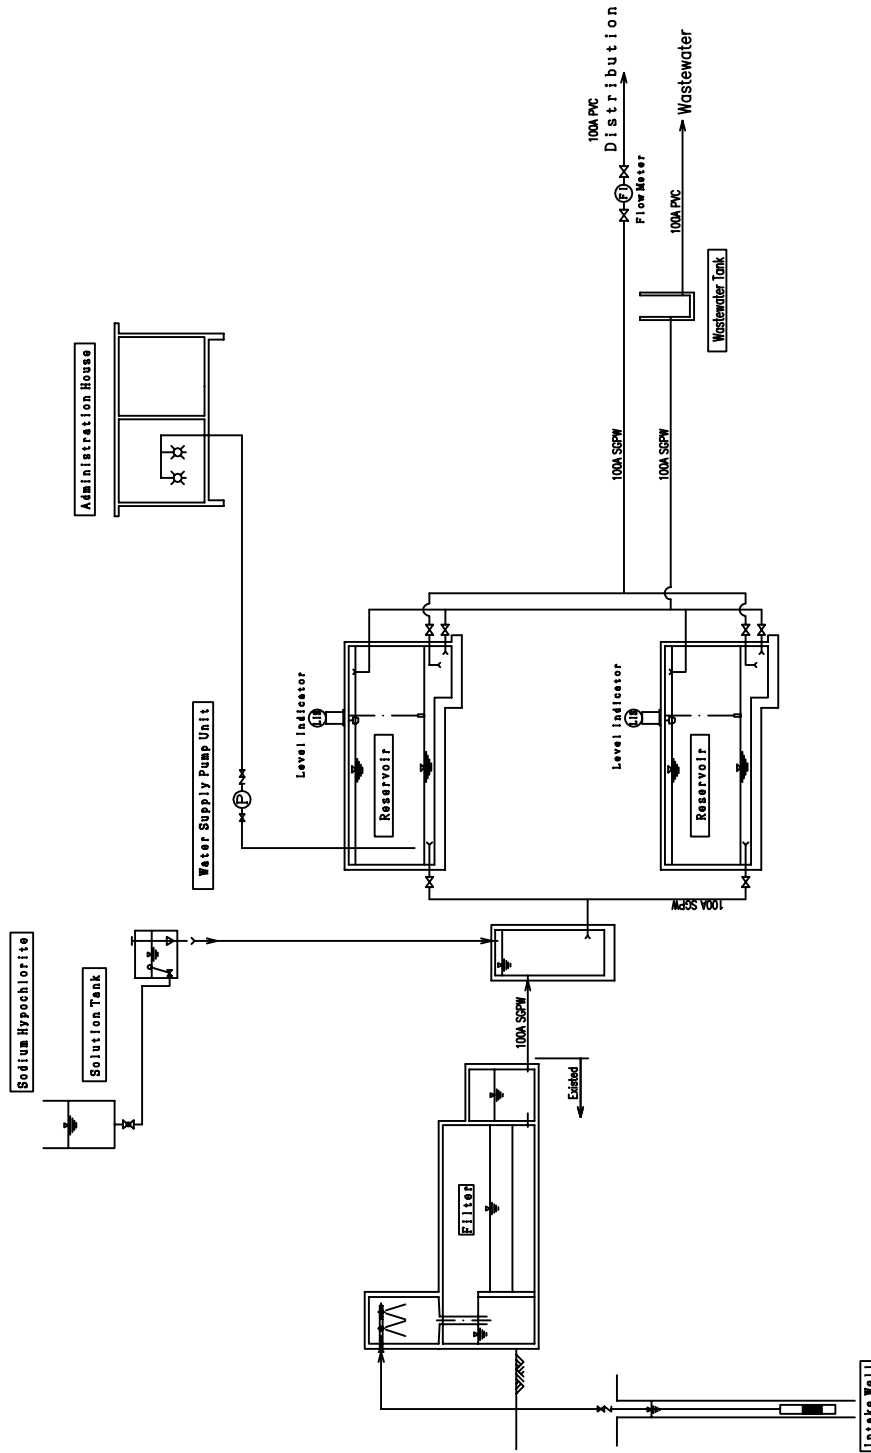 Sodium Hypochlorite
Solution Tank
Water Supply Pump Unit
P
Administration House
Level Indicator
Reservoir
Level Indicator
Reservoir
100A SGPW
100A SGPW
Existed
Filter
Intake Well
100A SGPW
100A SGPW
FI
Flow Meter
100A PVC
Distribution
Wastewater Tank
100A PVC
Wastewater